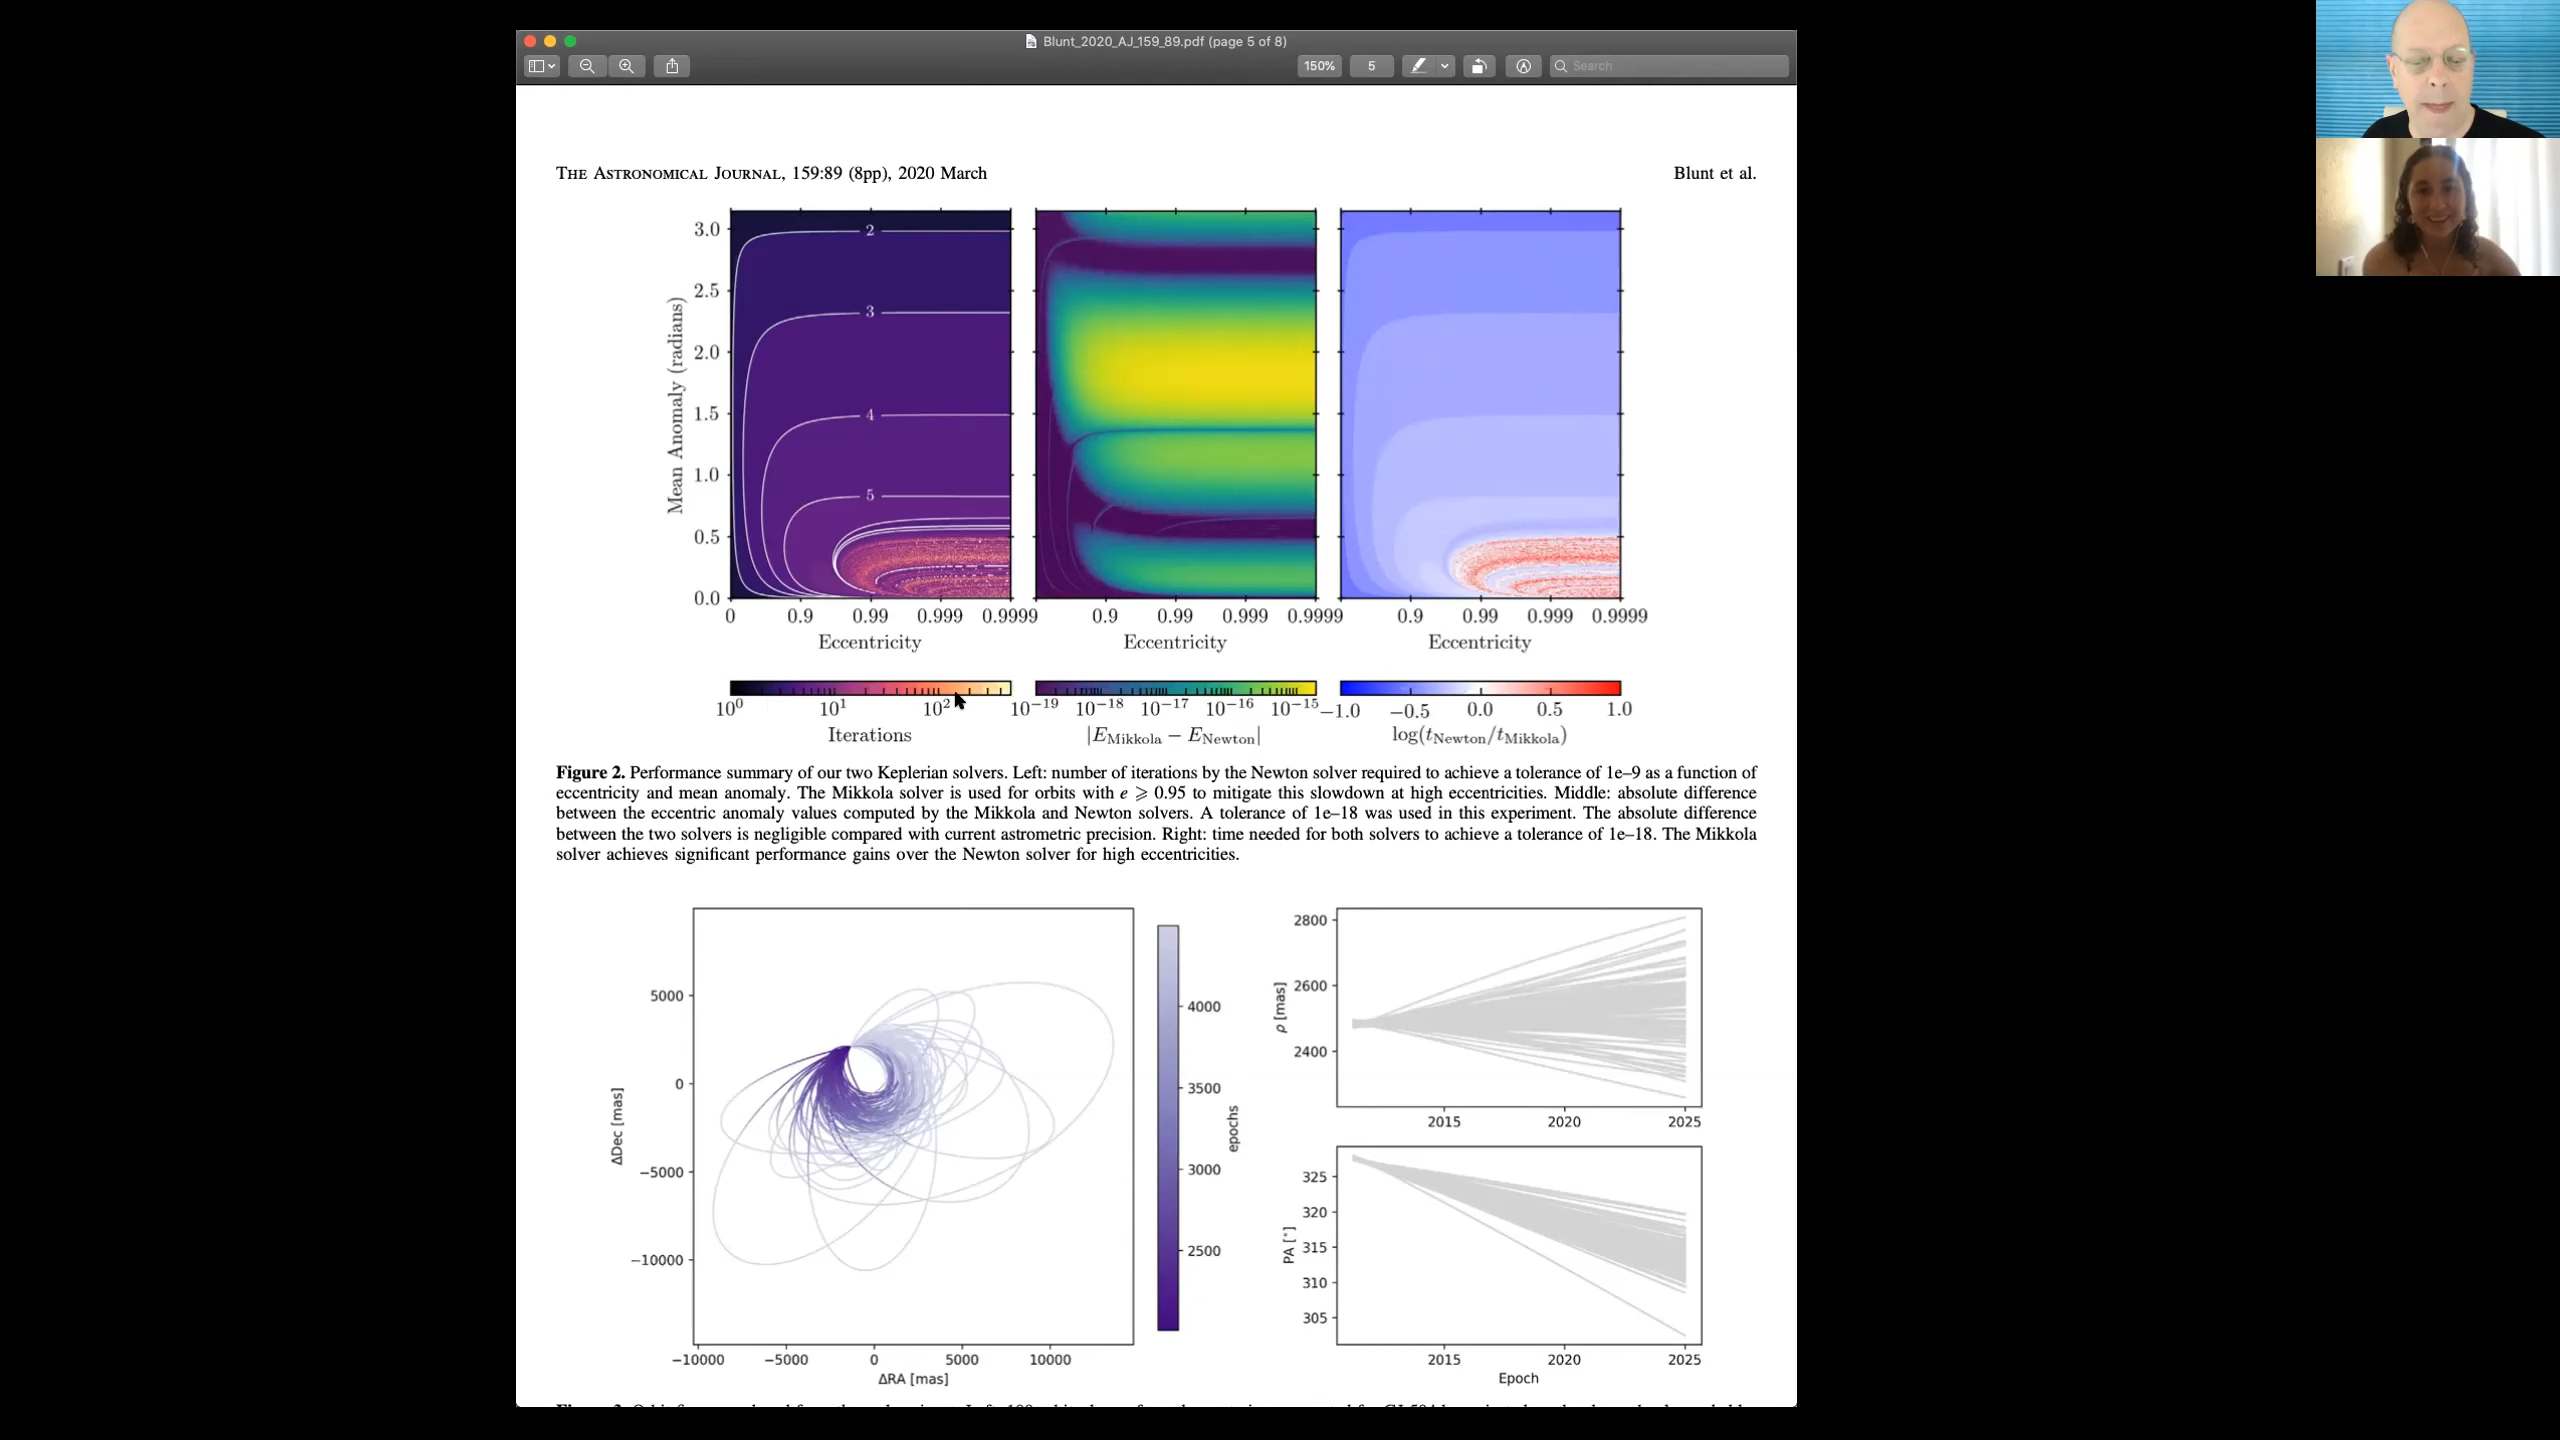 Blunt_2020_AJ_159_89.pdf (page 5 of 8)
150%
5
Search
THE ASTRONOMICAL JOURNAL, 159:89 (8pp), 2020 March
Blunt et al.
Mean Anomaly (radians)
3.0
2.5
2.0
1.5
1.0
0.5
0.0
2
3
4
5
0 0.9 0.99 0.999 0.9999
Eccentricity
0.9 0.99 0.999 0.9999
Eccentricity
0.9 0.99 0.999 0.9999
Eccentricity
10⁰ 10¹ 10²
Iterations
10⁻¹⁹ 10⁻¹⁸ 10⁻¹⁷ 10⁻¹⁶ 10⁻¹⁵
|E_Mikkola − E_Newton|
−1.0 −0.5 0.0 0.5 1.0
log(t_Newton/t_Mikkola)
Figure 2. Performance summary of our two Keplerian solvers. Left: number of iterations by the Newton solver required to achieve a tolerance of 1e–9 as a function of
eccentricity and mean anomaly. The Mikkola solver is used for orbits with e ⩾ 0.95 to mitigate this slowdown at high eccentricities. Middle: absolute difference
between the eccentric anomaly values computed by the Mikkola and Newton solvers. A tolerance of 1e–18 was used in this experiment. The absolute difference
between the two solvers is negligible compared with current astrometric precision. Right: time needed for both solvers to achieve a tolerance of 1e–18. The Mikkola
solver achieves significant performance gains over the Newton solver for high eccentricities.
ΔDec [mas]
5000
0
−5000
−10000
−10000 −5000 0 5000 10000
ΔRA [mas]
4000
3500
3000
2500
epochs
ρ [mas]
2800
2600
2400
2015 2020 2025
PA [°]
325
320
315
310
305
2015 2020 2025
Epoch